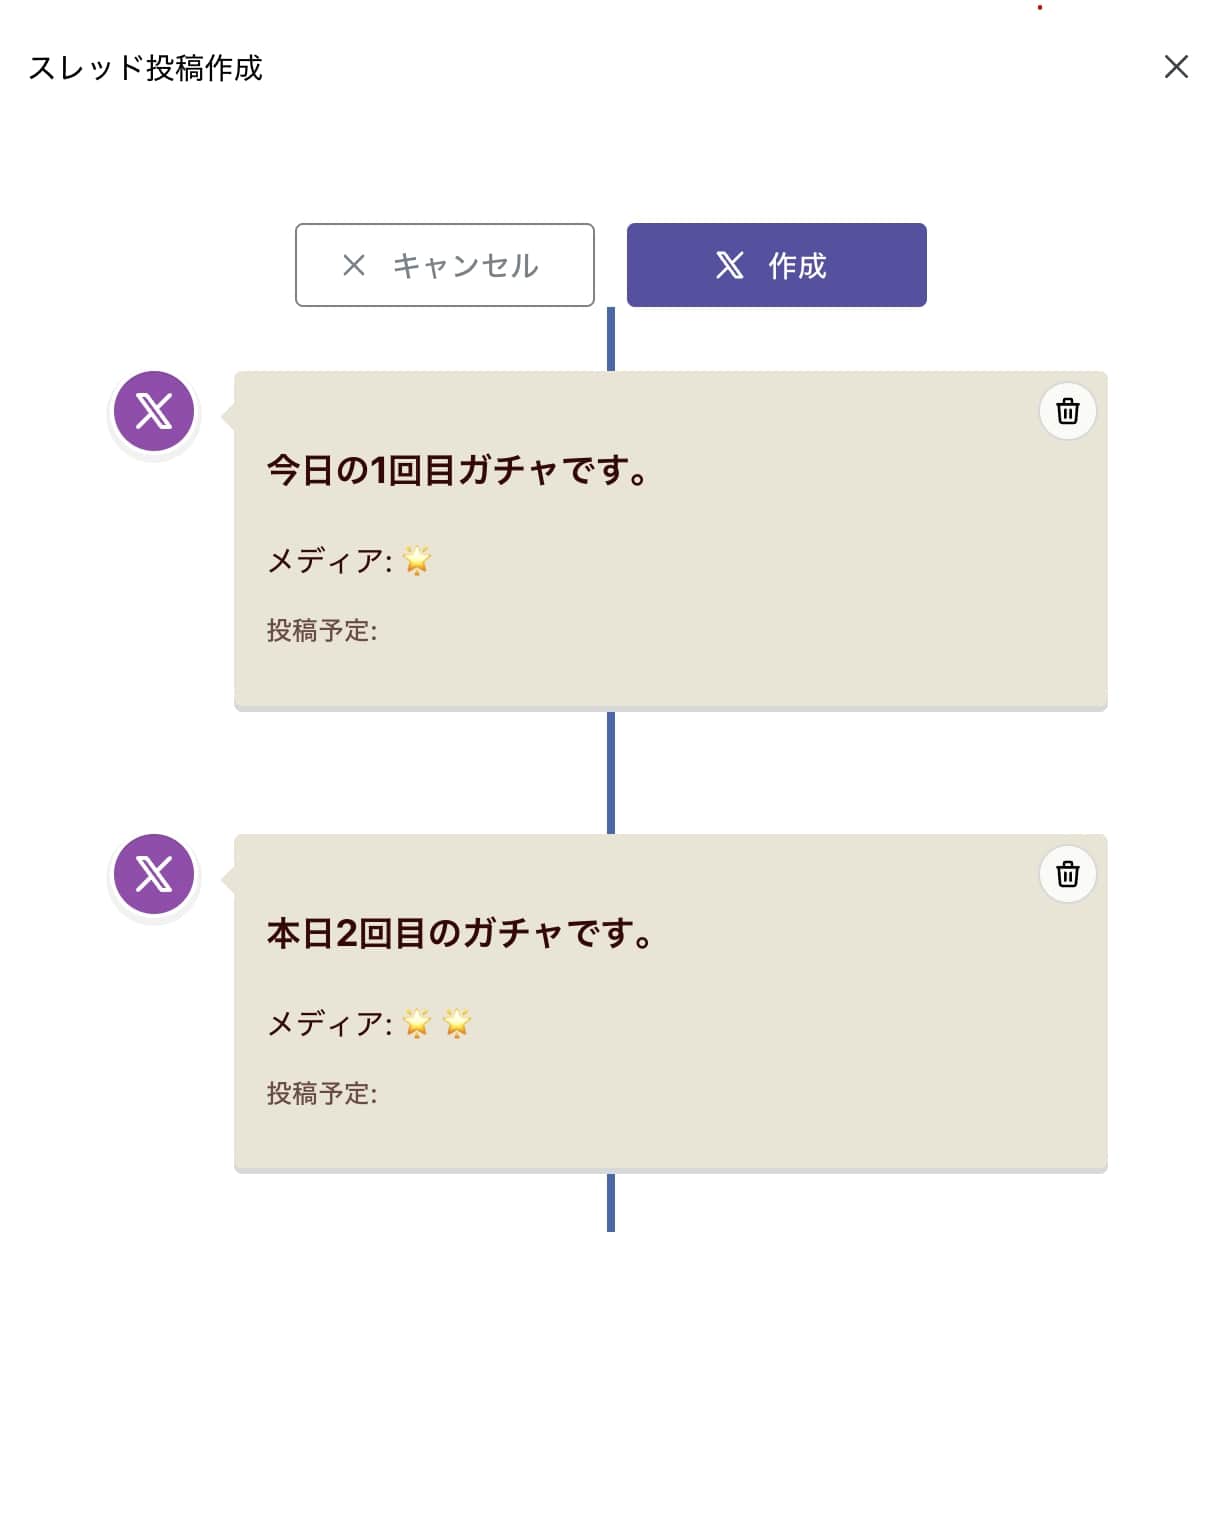 スレッド投稿作成
キャンセル
作成
今日の1回目ガチャです。
メディア: 🌟
投稿予定:
本日2回目のガチャです。
メディア: 🌟 🌟
投稿予定: